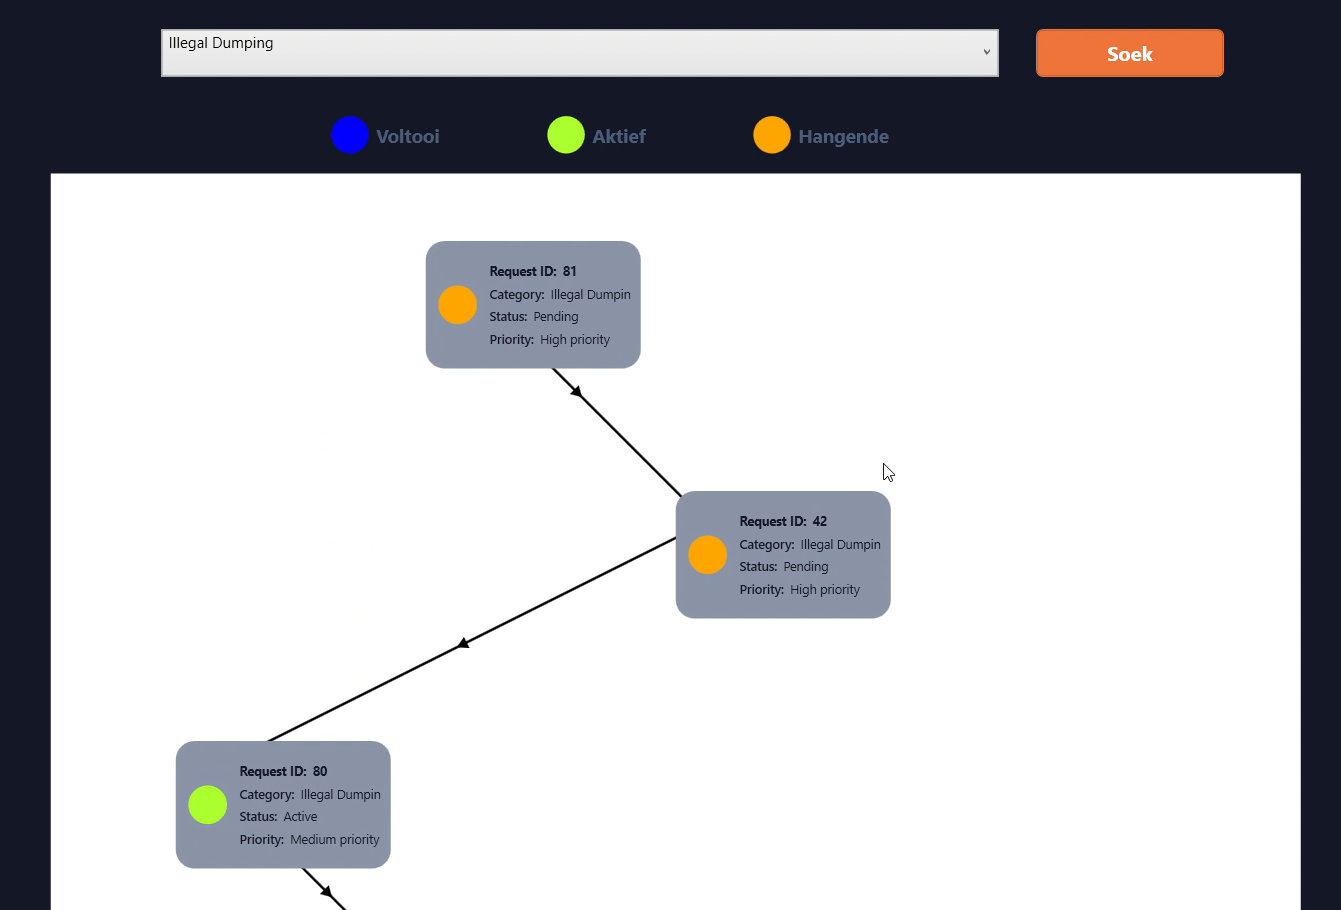 Illegal Dumping
Soek
Voltooi
Aktief
Hangende
Request ID: 81
Category: Illegal Dumpin
Status: Pending
Priority: High priority
Request ID: 42
Category: Illegal Dumpin
Status: Pending
Priority: High priority
Request ID: 80
Category: Illegal Dumpin
Status: Active
Priority: Medium priority